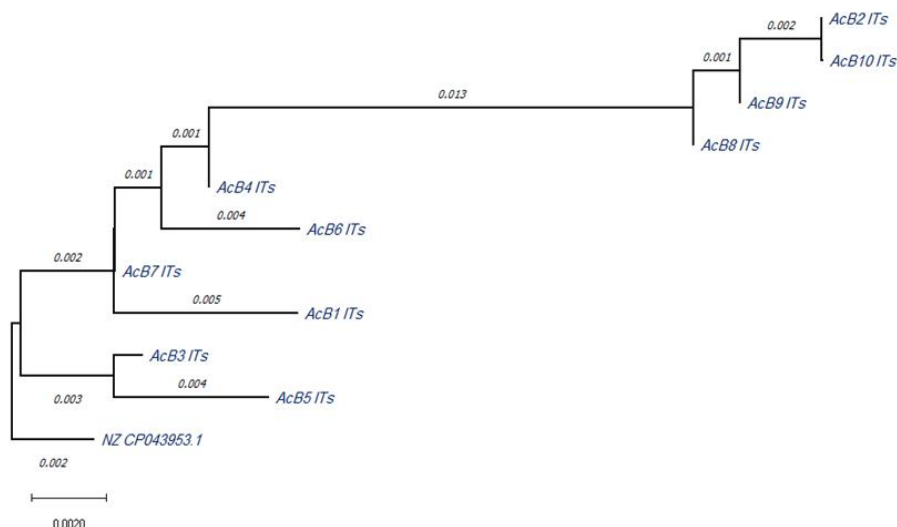 0.002
AcB2 ITs
AcB10 ITs
0.001
AcB9 ITs
0.013
AcB8 ITs
0.001
AcB4 ITs
0.001
0.004
AcB6 ITs
0.002
AcB7 ITs
0.005
AcB1 ITs
AcB3 ITs
0.004
AcB5 ITs
0.003
NZ CP043953.1
0.002
0.0020